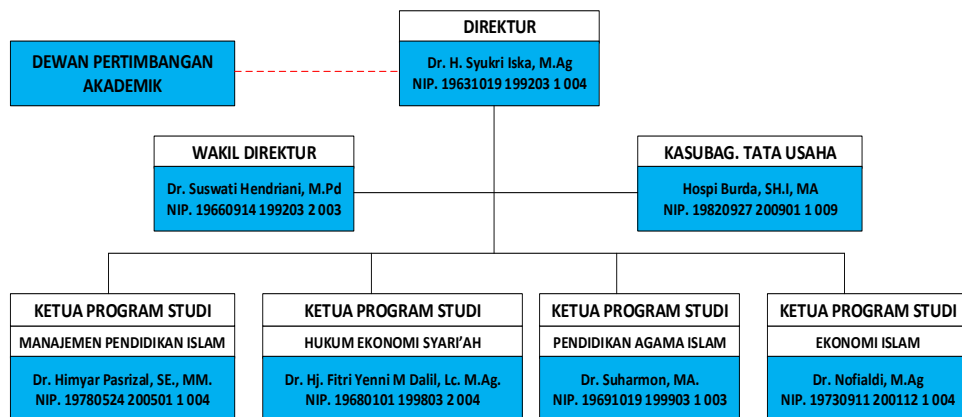 DIREKTUR
Dr. H. Syukri Iska, M.Ag
NIP. 19631019 199203 1 004
DEWAN PERTIMBANGAN
AKADEMIK
WAKIL DIREKTUR
Dr. Suswati Hendriani, M.Pd
NIP. 19660914 199203 2 003
KASUBAG. TATA USAHA
Hospi Burda, SH.I, MA
NIP. 19820927 200901 1 009
KETUA PROGRAM STUDI
MANAJEMEN PENDIDIKAN ISLAM
Dr. Himyar Pasrizal, SE., MM.
NIP. 19780524 200501 1 004
KETUA PROGRAM STUDI
HUKUM EKONOMI SYARI'AH
Dr. Hj. Fitri Yenni M Dalil, Lc. M.Ag.
NIP. 19680101 199803 2 004
KETUA PROGRAM STUDI
PENDIDIKAN AGAMA ISLAM
Dr. Suharmon, MA.
NIP. 19691019 199903 1 003
KETUA PROGRAM STUDI
EKONOMI ISLAM
Dr. Nofialdi, M.Ag
NIP. 19730911 200112 1 004